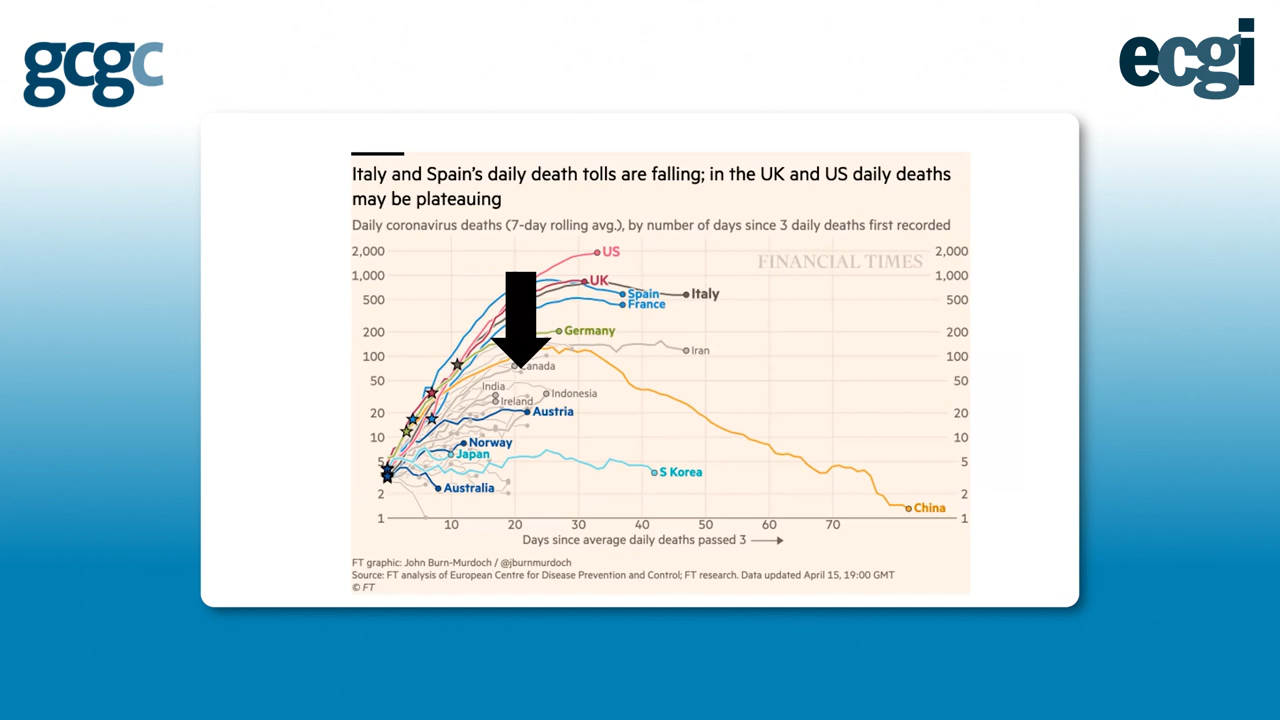 gcgc
ecgi
Italy and Spain's daily death tolls are falling; in the UK and US daily deaths
may be plateauing
Daily coronavirus deaths (7-day rolling avg.), by number of days since 3 daily deaths first recorded
2,000 US 2,000
FINANCIAL TIMES
1,000 UK 1,000
Spain Italy
500 France 500
200 Germany 200
Iran
100 100
Canada
50 India 50
Indonesia
Ireland
20 Austria 20
10 Norway 10
Japan
5 S Korea 5
2 Australia 2
China
1 1
10 20 30 40 50 60 70
Days since average daily deaths passed 3
FT graphic: John Burn-Murdoch / @jburnmurdoch
Source: FT analysis of European Centre for Disease Prevention and Control; FT research. Data updated April 15, 19:00 GMT
© FT